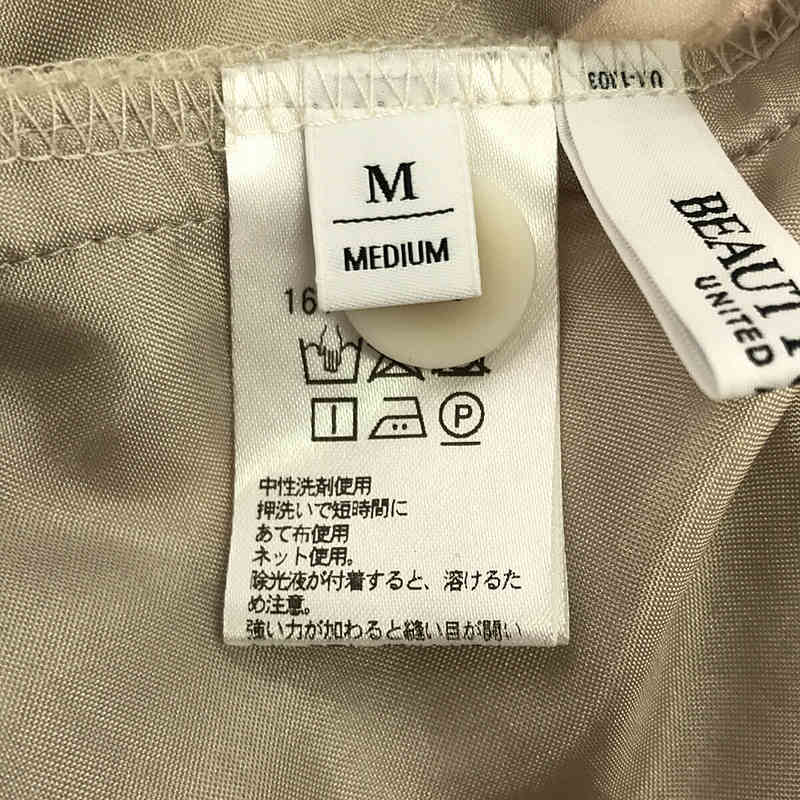 M
MEDIUM
16
P
中性洗剤使用
押洗いで短時間に
あて布使用
ネット使用。
除光液が付着すると、溶けるた
め注意。
強い力が加わると縫い目が開い
BEAUT
UNITED